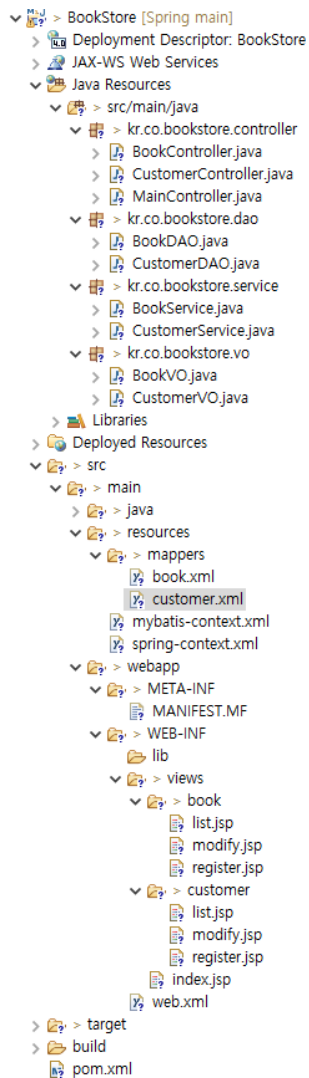 BookStore [Spring main]
> Deployment Descriptor: BookStore
JAX-WS Web Services
> Java Resources
> src/main/java
> kr.co.bookstore.controller
> BookController.java
> CustomerController.java
> MainController.java
> kr.co.bookstore.dao
> BookDAO.java
> CustomerDAO.java
> kr.co.bookstore.service
> BookService.java
> CustomerService.java
> kr.co.bookstore.vo
> BookVO.java
> CustomerVO.java
> Libraries
> Deployed Resources
> src
> main
> java
> resources
> mappers
book.xml
customer.xml
mybatis-context.xml
spring-context.xml
> webapp
> META-INF
MANIFEST.MF
> WEB-INF
lib
> views
> book
list.jsp
modify.jsp
register.jsp
> customer
list.jsp
modify.jsp
register.jsp
index.jsp
web.xml
> target
> build
pom.xml